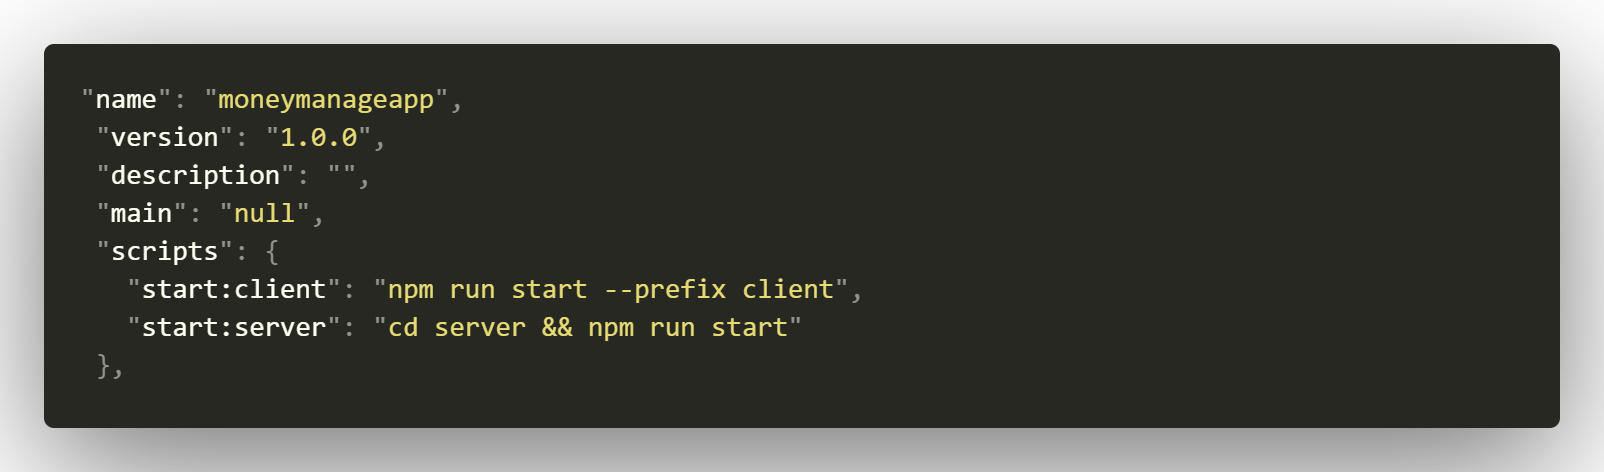 "name": "moneymanageapp",
"version": "1.0.0",
"description": "",
"main": "null",
"scripts": {
"start:client": "npm run start --prefix client",
"start:server": "cd server && npm run start"
},